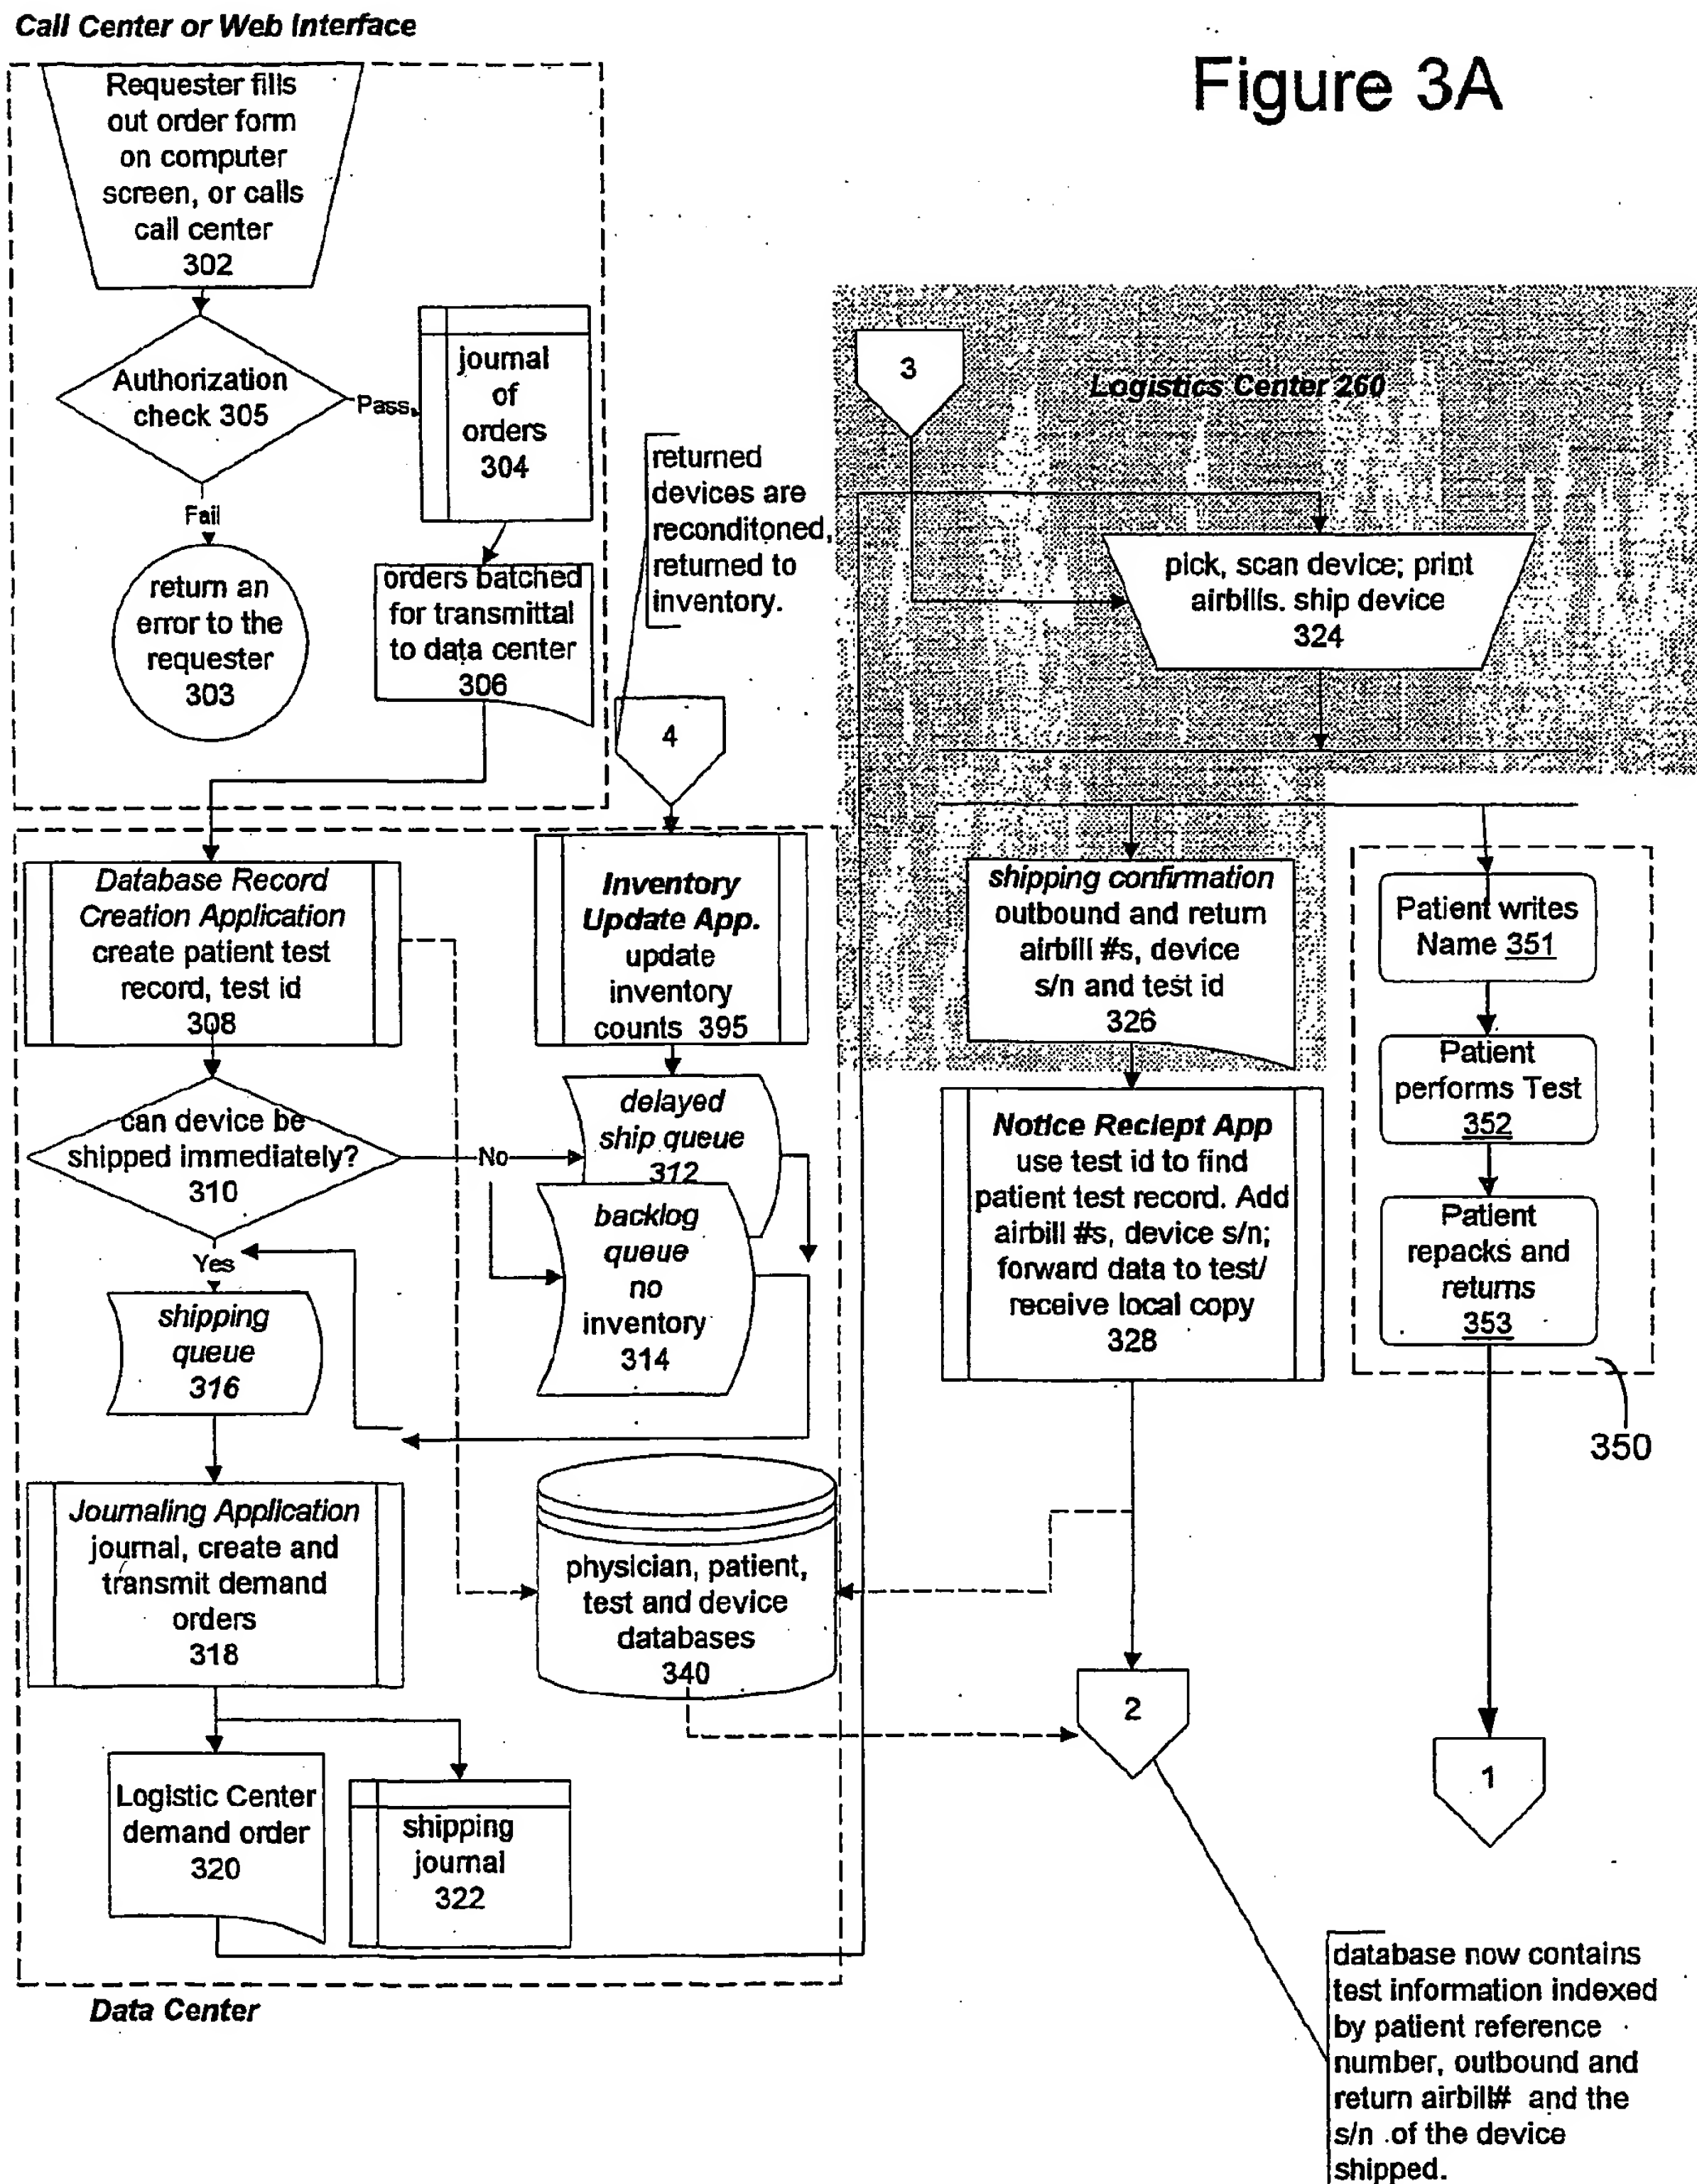 Call Center or Web Interface
Figure 3A
Requester fills
out order form
on computer
screen, or calls
call center
302
Authorization
check 305
Pass
Fail
return an
error to the
requester
303
journal
of
orders
304
orders batched
for transmittal
to data center
306
returned
devices are
reconditoned,
returned to
inventory.
4
3
Logistics Center 260
pick, scan device; print
airbills. ship device
324
Database Record
Creation Application
create patient test
record, test id
308
Inventory
Update App.
update
inventory
counts 395
can device be
shipped immediately?
310
No
Yes
delayed
ship queue
312
backlog
queue
no
inventory
314
shipping
queue
316
Journaling Application
journal, create and
transmit demand
orders
318
physician, patient,
test and device
databases
340
Logistic Center
demand order
320
shipping
journal
322
Data Center
shipping confirmation
outbound and return
airbill #s, device
s/n and test id
326
Notice Reciept App
use test id to find
patient test record. Add
airbill #s, device s/n;
forward data to test/
receive local copy
328
2
Patient writes
Name 351
Patient
performs Test
352
Patient
repacks and
returns
353
350
1
database now contains
test information indexed
by patient reference
number, outbound and
return airbill# and the
s/n .of the device
shipped.